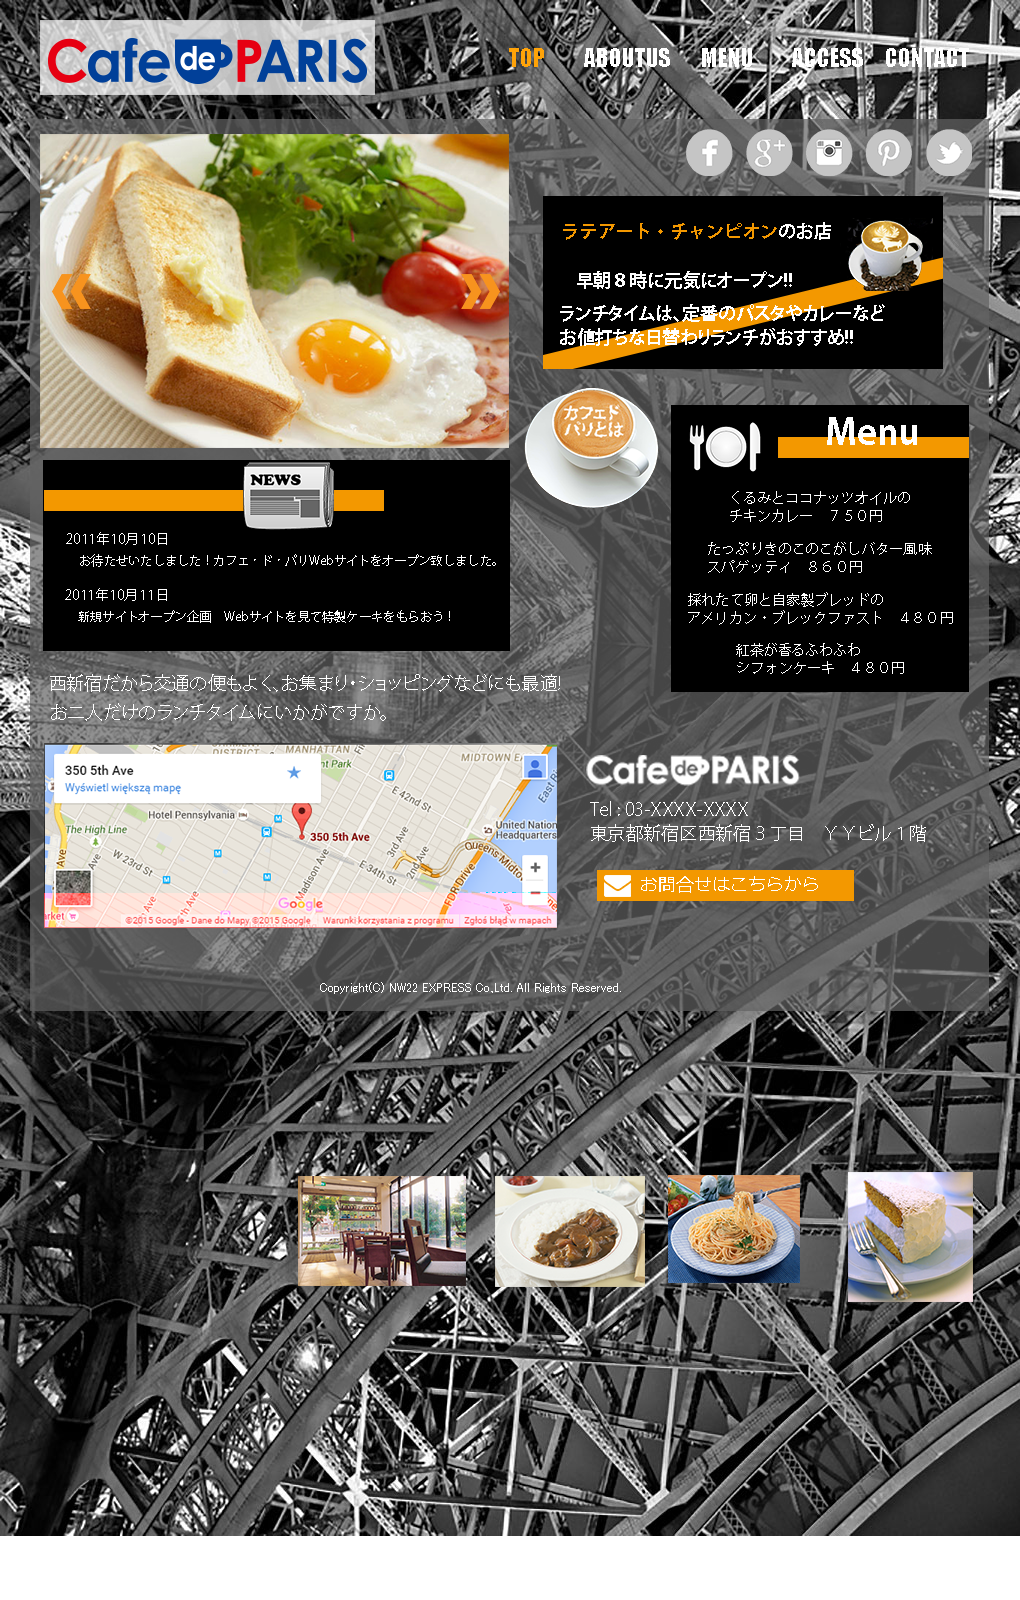 Cafe de PARIS
TOP ABOUTUS MENU ACCESS CONTACT
ラテアート・チャンピオンのお店
早朝８時に元気にオープン!!
ランチタイムは、定番のパスタやカレーなど
お値打ちな日替わりランチがおすすめ!!
カフェド
パリとは
Menu
くるみとココナッツオイルの
チキンカレー　７５０円
たっぷりきのこのこがしバター風味
スパゲッティ　８６０円
採れたて卵と自家製ブレッドの
アメリカン・ブレックファスト　４８０円
紅茶が香るふわふわ
シフォンケーキ　４８０円
NEWS
2011年10月10日
お待たせいたしました！カフェ・ド・パリWebサイトをオープン致しました。
2011年10月11日
新規サイトオープン企画　Webサイトを見て特製ケーキをもらおう！
西新宿だから交通の便もよく、お集まり・ショッピングなどにも最適!
お二人だけのランチタイムにいかがですか。
350 5th Ave
Wyświetl większą mapę
MANHATTAN
MIDTOWN
E 42nd St
Hotel Pennsylvania
350 5th Ave
The High Line
W 23rd St
E 34th St
Madison Ave
United Nation
Headquarters
Queens Midto
FDR Drive
Google
©2015 Google - Dane do Mapy ©2015 Google Warunki korzystania z programu Zgłoś błąd w mapach
Cafe de PARIS
Tel : 03-XXXX-XXXX
東京都新宿区西新宿３丁目　ＹＹビル１階
お問合せはこちらから
Copyright(C) NW22 EXPRESS Co.,Ltd. All Rights Reserved.